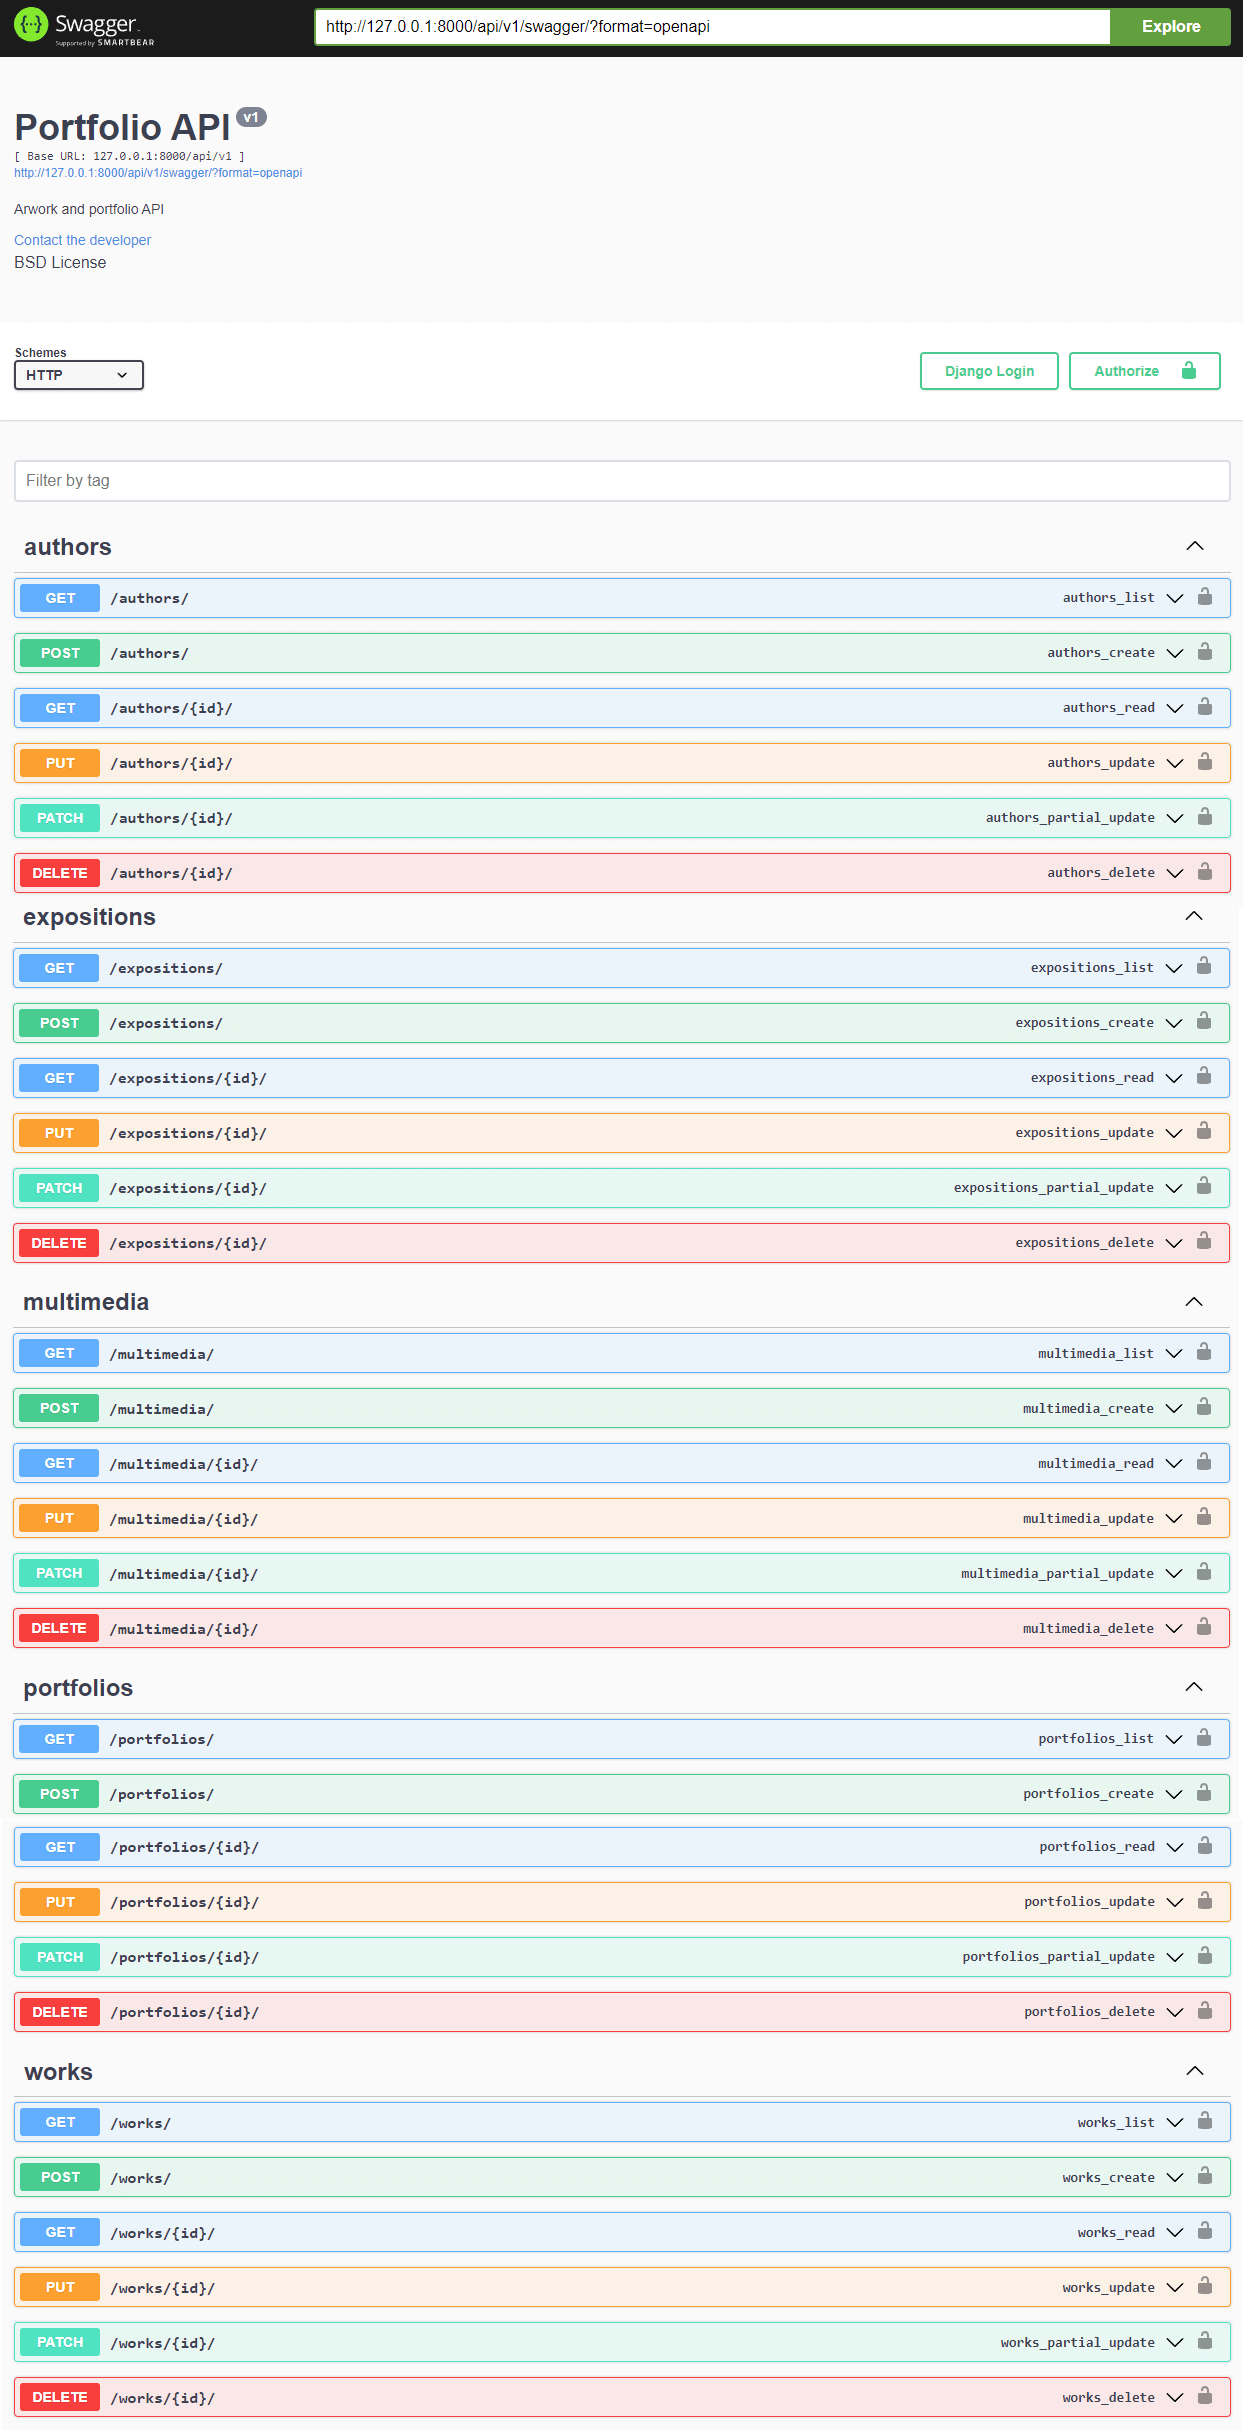 Swagger
Supported by SMARTBEAR
http://127.0.0.1:8000/api/v1/swagger/?format=openapi
Explore
Portfolio API v1
[ Base URL: 127.0.0.1:8000/api/v1 ]
http://127.0.0.1:8000/api/v1/swagger/?format=openapi
Arwork and portfolio API
Contact the developer
BSD License
Schemes
HTTP
Django Login
Authorize
Filter by tag
authors
GET /authors/ authors_list
POST /authors/ authors_create
GET /authors/{id}/ authors_read
PUT /authors/{id}/ authors_update
PATCH /authors/{id}/ authors_partial_update
DELETE /authors/{id}/ authors_delete
expositions
GET /expositions/ expositions_list
POST /expositions/ expositions_create
GET /expositions/{id}/ expositions_read
PUT /expositions/{id}/ expositions_update
PATCH /expositions/{id}/ expositions_partial_update
DELETE /expositions/{id}/ expositions_delete
multimedia
GET /multimedia/ multimedia_list
POST /multimedia/ multimedia_create
GET /multimedia/{id}/ multimedia_read
PUT /multimedia/{id}/ multimedia_update
PATCH /multimedia/{id}/ multimedia_partial_update
DELETE /multimedia/{id}/ multimedia_delete
portfolios
GET /portfolios/ portfolios_list
POST /portfolios/ portfolios_create
GET /portfolios/{id}/ portfolios_read
PUT /portfolios/{id}/ portfolios_update
PATCH /portfolios/{id}/ portfolios_partial_update
DELETE /portfolios/{id}/ portfolios_delete
works
GET /works/ works_list
POST /works/ works_create
GET /works/{id}/ works_read
PUT /works/{id}/ works_update
PATCH /works/{id}/ works_partial_update
DELETE /works/{id}/ works_delete